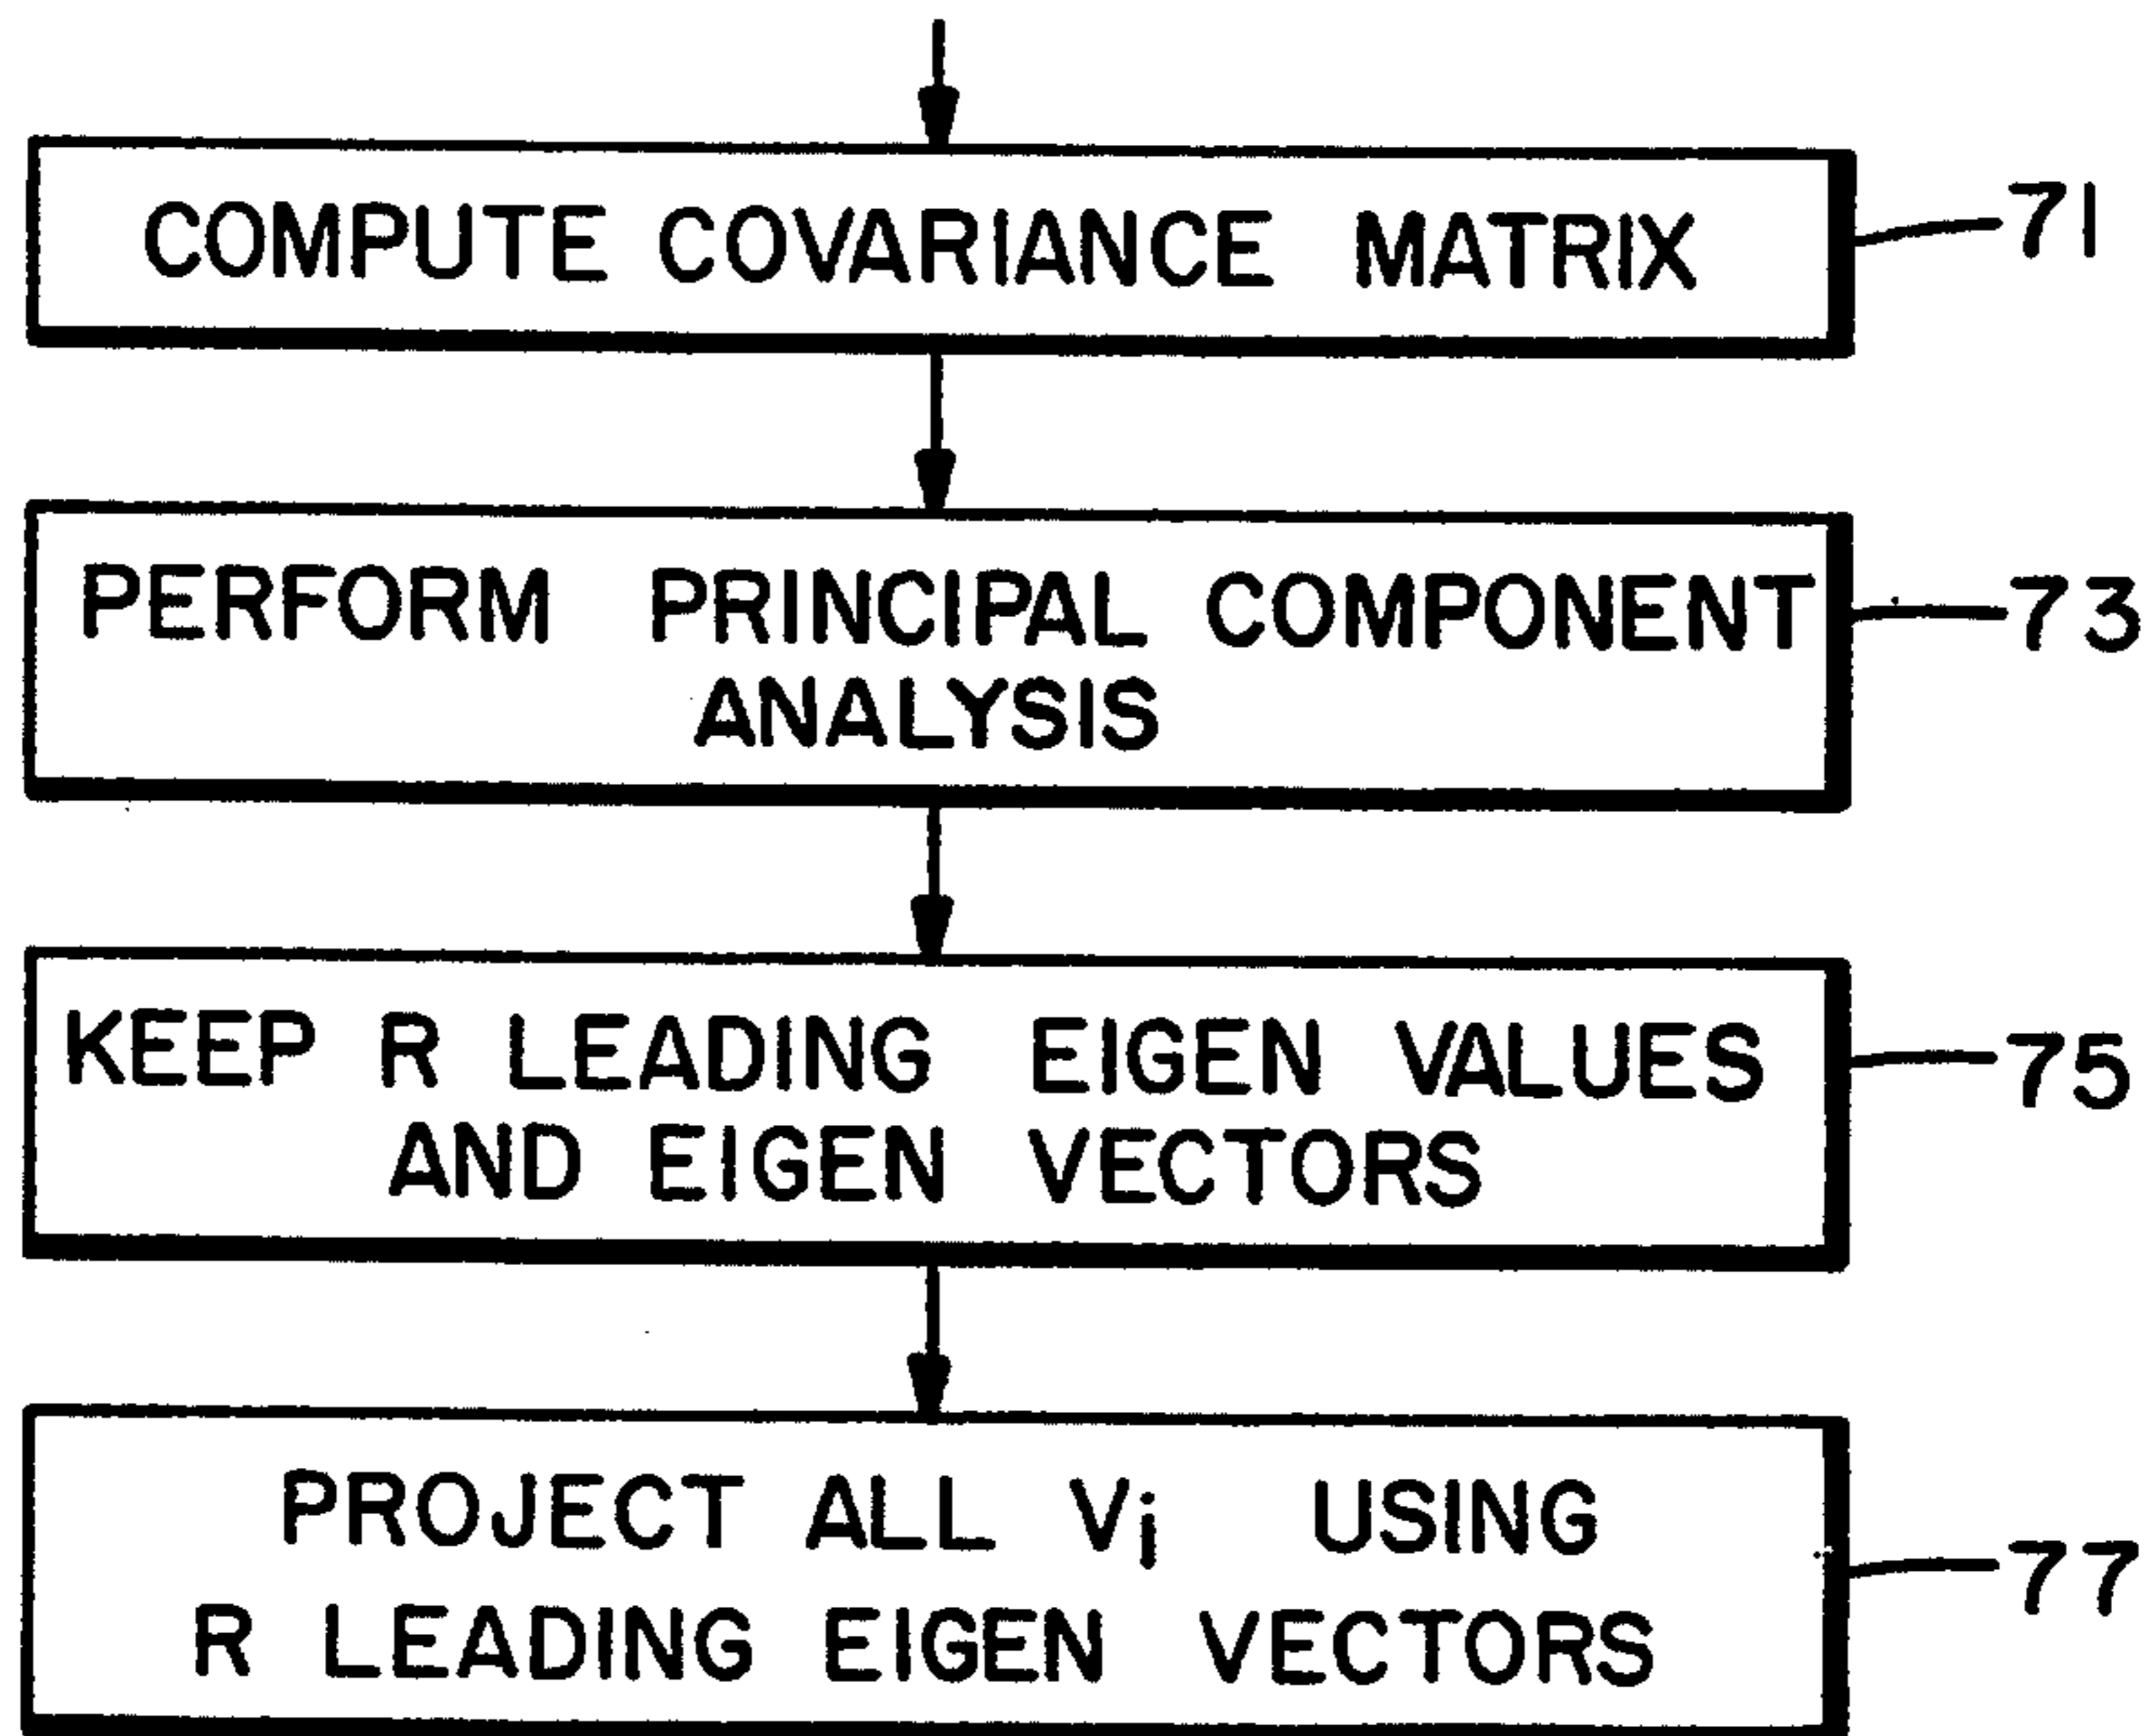 COMPUTE COVARIANCE MATRIX
71
PERFORM PRINCIPAL COMPONENT
ANALYSIS
73
KEEP R LEADING EIGEN VALUES
AND EIGEN VECTORS
75
PROJECT ALL Vj USING
R LEADING EIGEN VECTORS
77